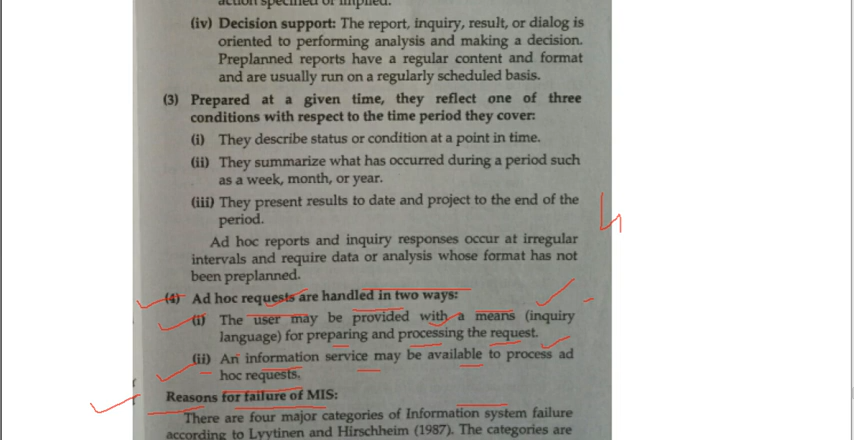 action specified or implied.
(iv) Decision support: The report, inquiry, result, or dialog is
oriented to performing analysis and making a decision.
Preplanned reports have a regular content and format
and are usually run on a regularly scheduled basis.
(3) Prepared at a given time, they reflect one of three
conditions with respect to the time period they cover:
(i) They describe status or condition at a point in time.
(ii) They summarize what has occurred during a period such
as a week, month, or year.
(iii) They present results to date and project to the end of the
period.
Ad hoc reports and inquiry responses occur at irregular
intervals and require data or analysis whose format has not
been preplanned.
(4) Ad hoc requests are handled in two ways:
(i) The user may be provided with a means (inquiry
language) for preparing and processing the request.
(ii) An information service may be available to process ad
hoc requests.
Reasons for failure of MIS:
There are four major categories of Information system failure
according to Lyytinen and Hirschheim (1987). The categories are